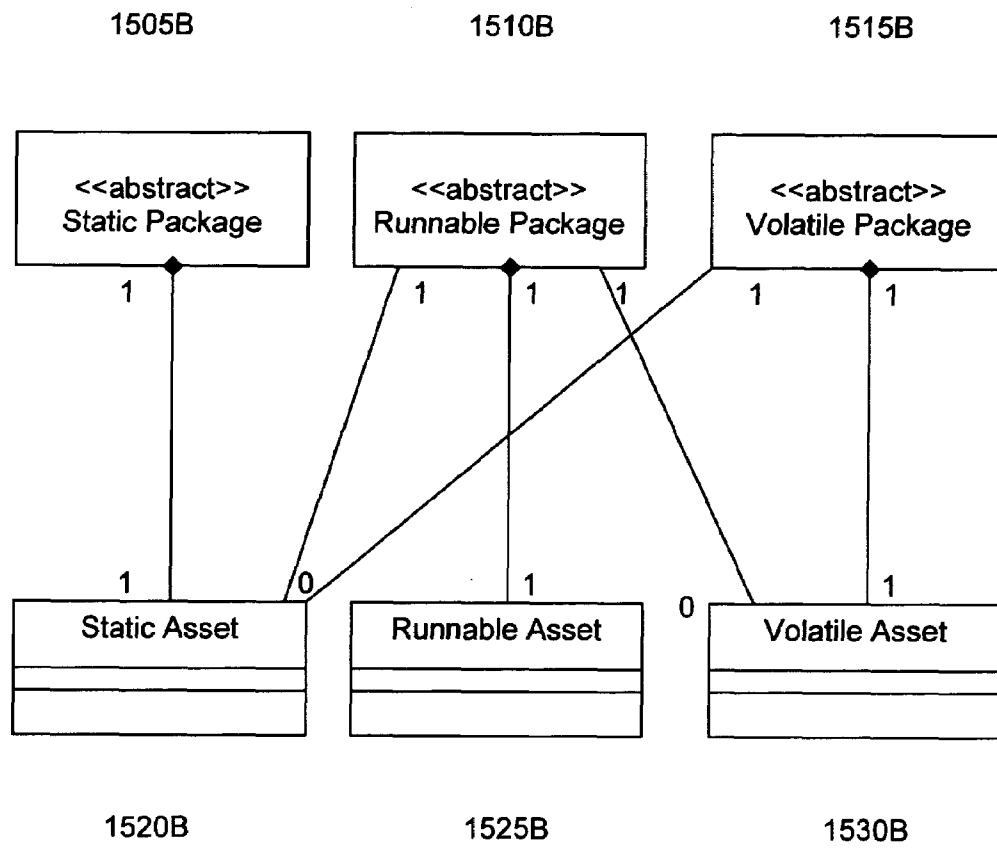 1505B
1510B
1515B
<<abstract>>
Static Package
<<abstract>>
Runnable Package
<<abstract>>
Volatile Package
1
1
1
1
1
1
1
0
1
0
1
Static Asset
Runnable Asset
Volatile Asset
1520B
1525B
1530B